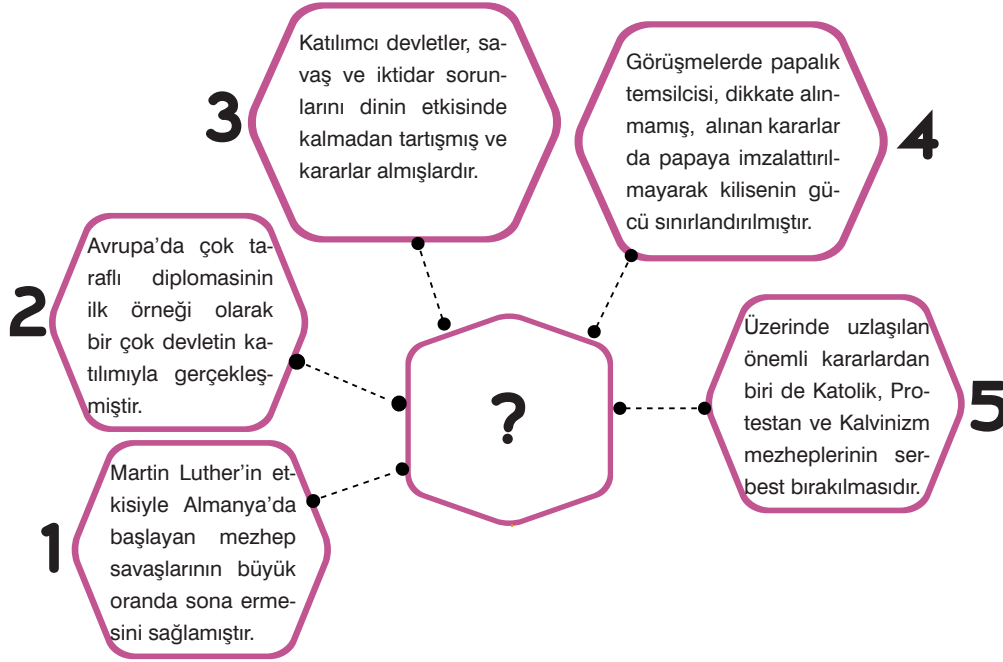 1
Martin Luther'in et-
kisiyle Almanya'da
başlayan mezhep
savaşlarının büyük
oranda sona erme-
sini sağlamıştır.
2
Avrupa'da çok ta-
raflı diplomasinin
ilk örneği olarak
bir çok devletin ka-
tılımıyla gerçekleş-
miştir.
3
Katılımcı devletler, sa-
vaş ve iktidar sorun-
larını dinin etkisinde
kalmadan tartışmış ve
kararlar almışlardır.
4
Görüşmelerde papalık
temsilcisi, dikkate alın-
mamış, alınan kararlar
da papaya imzalattırıl-
mayarak kilisenin gü-
cü sınırlandırılmıştır.
5
Üzerinde uzlaşılan
önemli kararlardan
biri de Katolik, Pro-
testan ve Kalvinizm
mezheplerinin ser-
best bırakılmasıdır.
?